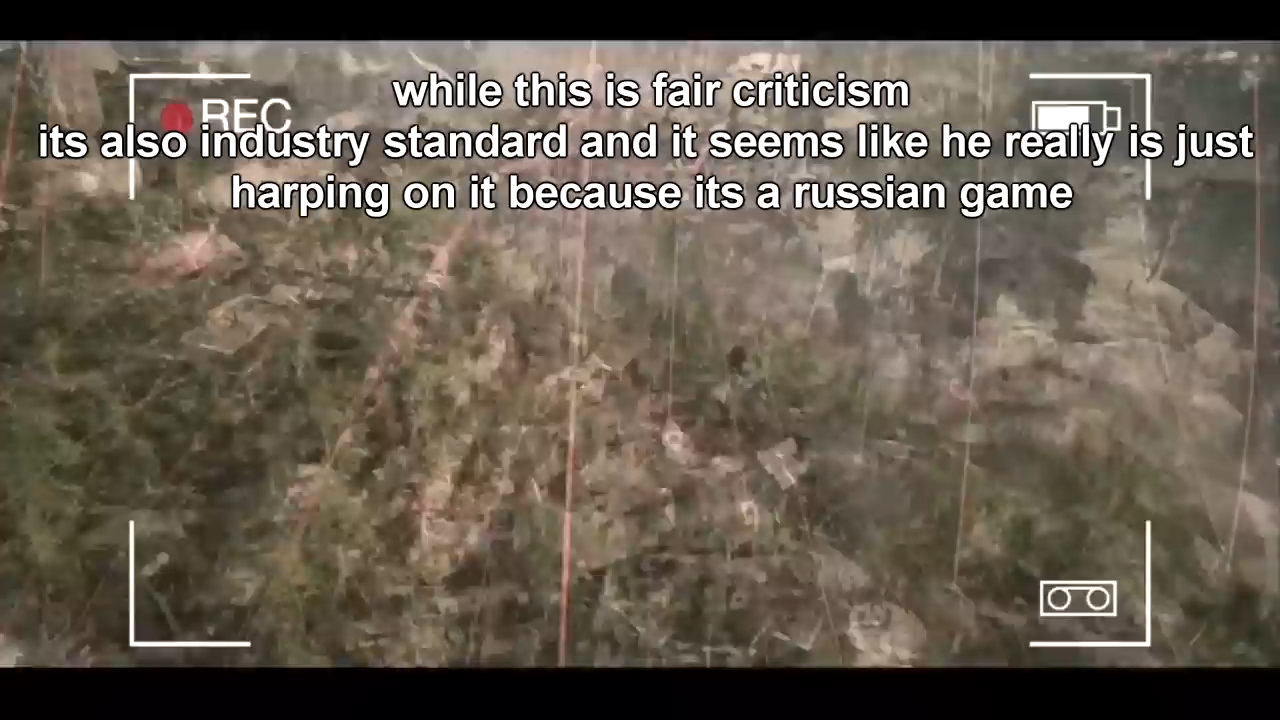 while this is fair criticism
REC
its also industry standard and it seems like he really is just
harping on it because its a russian game